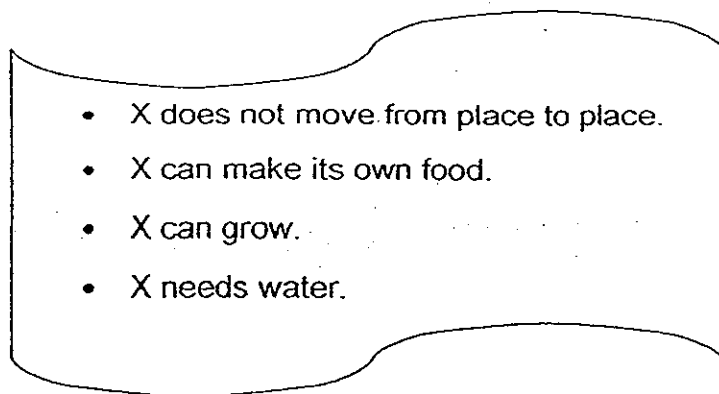 • X does not move from place to place.
• X can make its own food.
• X can grow.
• X needs water.